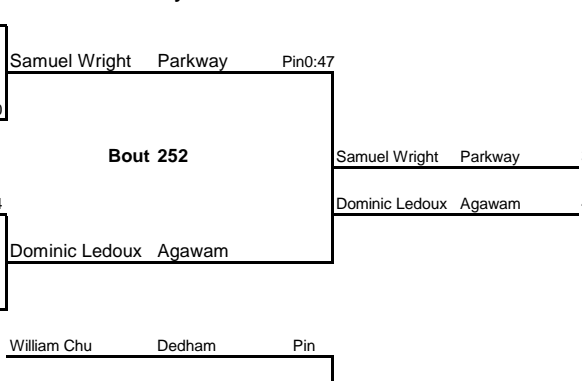 Samuel Wright Parkway Pin0:47
Bout 252
Samuel Wright Parkway
Dominic Ledoux Agawam
Dominic Ledoux Agawam
William Chu Dedham Pin